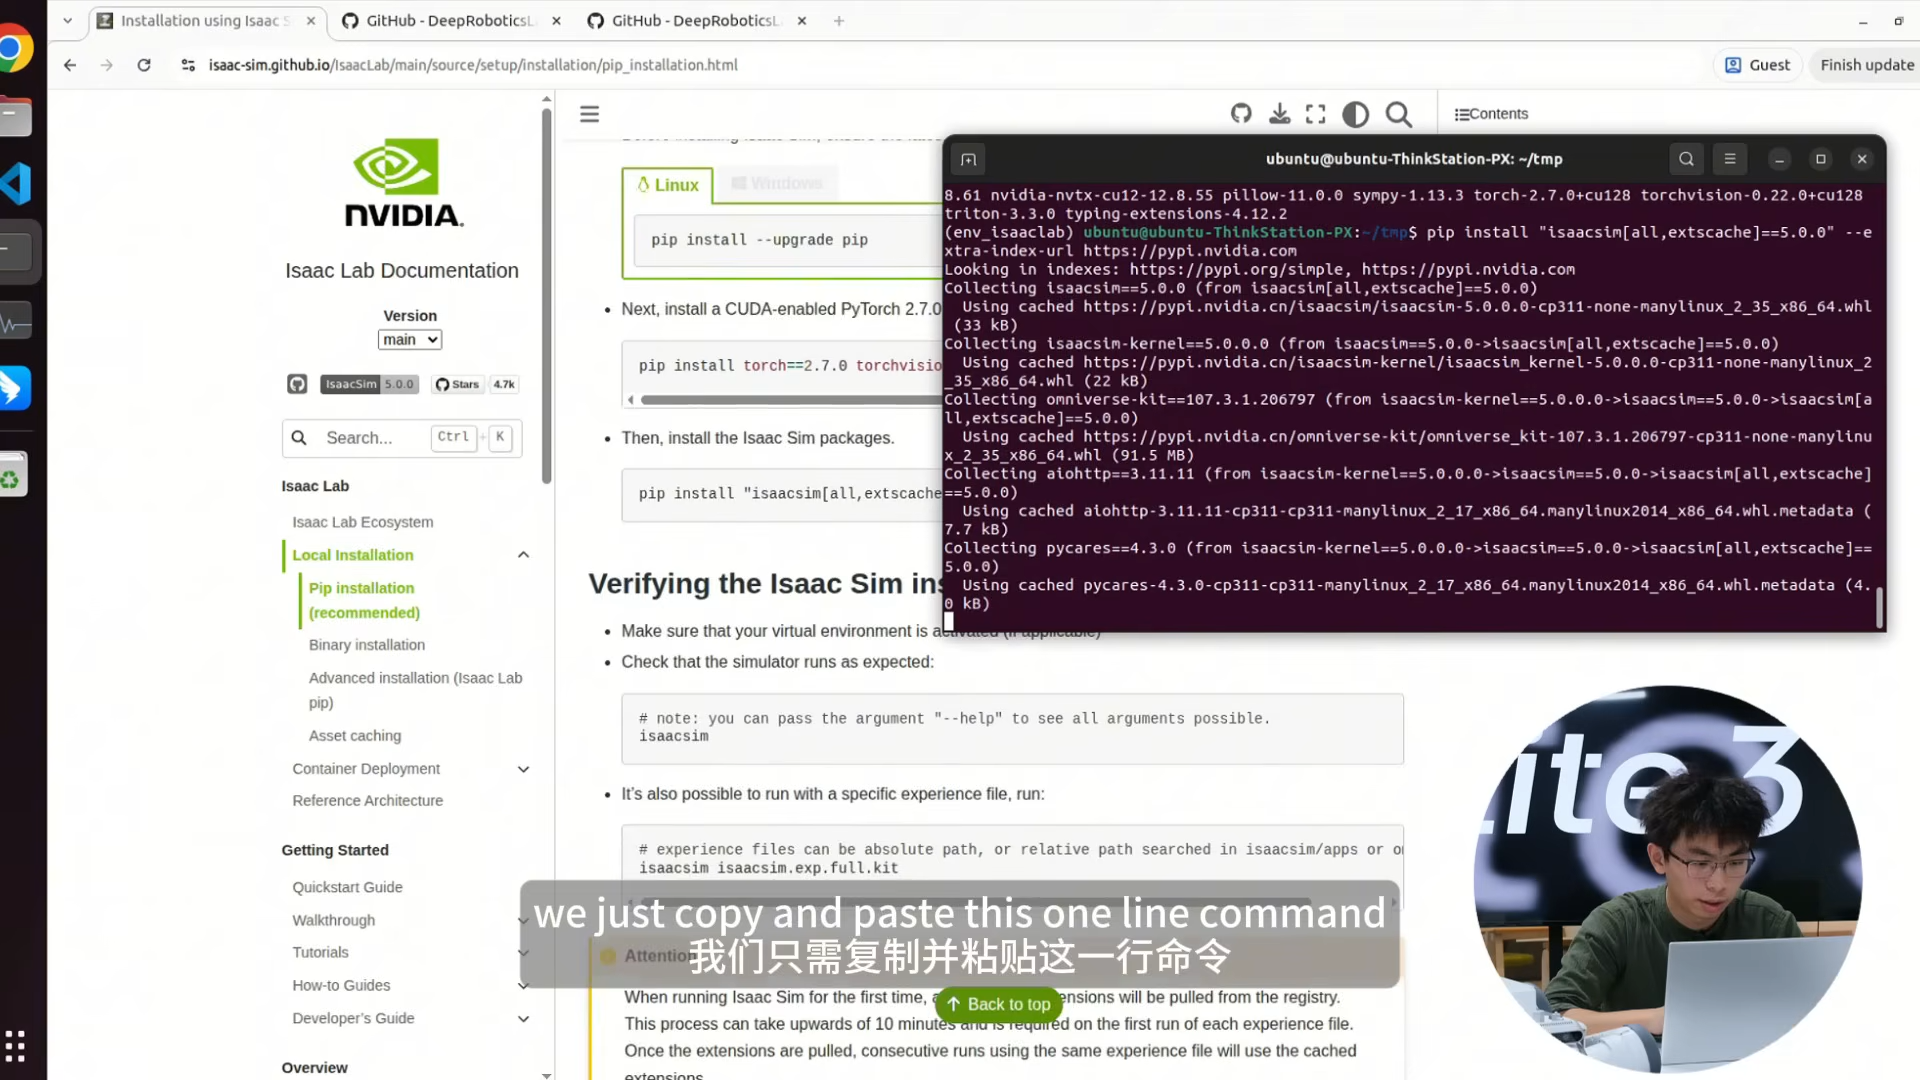 Installation using Isaac S
GitHub - DeepRoboticsL
GitHub - DeepRoboticsL
isaac-sim.github.io/IsaacLab/main/source/setup/installation/pip_installation.html
Guest
Finish update
NVIDIA.
Isaac Lab Documentation
Version
main
IsaacSim 5.0.0
Stars 4.7k
Search... Ctrl + K
Isaac Lab
Isaac Lab Ecosystem
Local Installation
Pip installation
(recommended)
Binary installation
Advanced installation (Isaac Lab
pip)
Asset caching
Container Deployment
Reference Architecture
Getting Started
Quickstart Guide
Walkthrough
Tutorials
How-to Guides
Developer's Guide
Overview
Contents
Linux
Windows
pip install --upgrade pip
Next, install a CUDA-enabled PyTorch 2.7.0
pip install torch==2.7.0 torchvisio
Then, install the Isaac Sim packages.
pip install "isaacsim[all,extscache
Verifying the Isaac Sim ins
Make sure that your virtual environment is activated (if applicable)
Check that the simulator runs as expected:
# note: you can pass the argument "--help" to see all arguments possible.
isaacsim
It's also possible to run with a specific experience file, run:
# experience files can be absolute path, or relative path searched in isaacsim/apps or om
isaacsim isaacsim.exp.full.kit
Attention
When running Isaac Sim for the first time, a ensions will be pulled from the registry.
This process can take upwards of 10 minutes and is required on the first run of each experience file.
Once the extensions are pulled, consecutive runs using the same experience file will use the cached
extensions.
Back to top
ubuntu@ubuntu-ThinkStation-PX: ~/tmp
8.61 nvidia-nvtx-cu12-12.8.55 pillow-11.0.0 sympy-1.13.3 torch-2.7.0+cu128 torchvision-0.22.0+cu128
triton-3.3.0 typing-extensions-4.12.2
(env_isaaclab) ubuntu@ubuntu-ThinkStation-PX:~/tmp$ pip install "isaacsim[all,extscache]==5.0.0" --e
xtra-index-url https://pypi.nvidia.com
Looking in indexes: https://pypi.org/simple, https://pypi.nvidia.com
Collecting isaacsim==5.0.0 (from isaacsim[all,extscache]==5.0.0)
Using cached https://pypi.nvidia.cn/isaacsim/isaacsim-5.0.0.0-cp311-none-manylinux_2_35_x86_64.whl
(33 kB)
Collecting isaacsim-kernel==5.0.0.0 (from isaacsim==5.0.0->isaacsim[all,extscache]==5.0.0)
Using cached https://pypi.nvidia.cn/isaacsim-kernel/isaacsim_kernel-5.0.0.0-cp311-none-manylinux_2
_35_x86_64.whl (22 kB)
Collecting omniverse-kit==107.3.1.206797 (from isaacsim-kernel==5.0.0.0->isaacsim==5.0.0->isaacsim[a
ll,extscache]==5.0.0)
Using cached https://pypi.nvidia.cn/omniverse-kit/omniverse_kit-107.3.1.206797-cp311-none-manylinu
x_2_35_x86_64.whl (91.5 MB)
Collecting aiohttp==3.11.11 (from isaacsim-kernel==5.0.0.0->isaacsim==5.0.0->isaacsim[all,extscache]
==5.0.0)
Using cached aiohttp-3.11.11-cp311-cp311-manylinux_2_17_x86_64.manylinux2014_x86_64.whl.metadata (
7.7 kB)
Collecting pycares==4.3.0 (from isaacsim-kernel==5.0.0.0->isaacsim==5.0.0->isaacsim[all,extscache]==
5.0.0)
Using cached pycares-4.3.0-cp311-cp311-manylinux_2_17_x86_64.manylinux2014_x86_64.whl.metadata (4.
0 kB)
Lite 3
we just copy and paste this one line command
我们只需复制并粘贴这一行命令